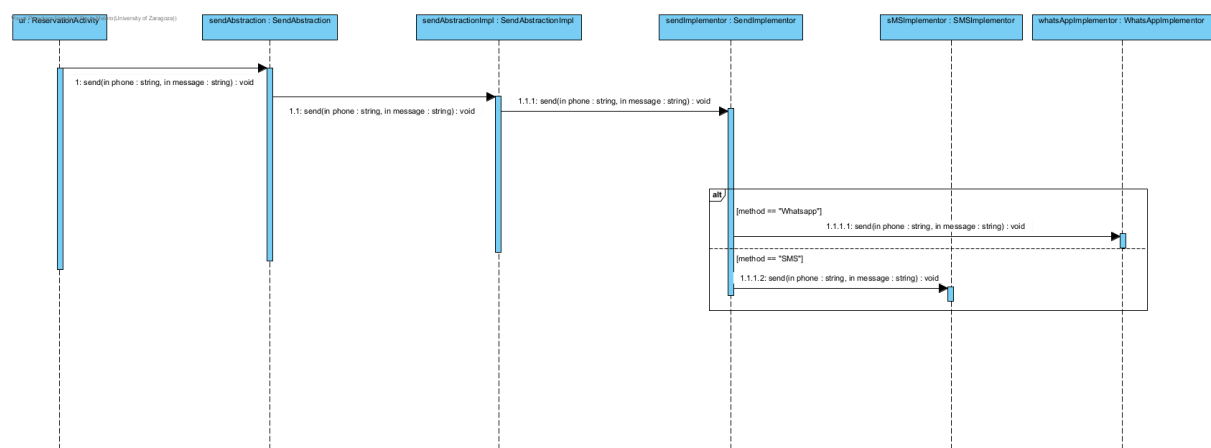 (University of Zaragoza))
ui : ReservationActivity
sendAbstraction : SendAbstraction
sendAbstractionImpl : SendAbstractionImpl
sendImplementor : SendImplementor
sMSImplementor : SMSImplementor
whatsAppImplementor : WhatsAppImplementor
1: send(in phone : string, in message : string) : void
1.1: send(in phone : string, in message : string) : void
1.1.1: send(in phone : string, in message : string) : void
alt
[method == "Whatsapp"]
1.1.1.1: send(in phone : string, in message : string) : void
[method == "SMS"]
1.1.1.2: send(in phone : string, in message : string) : void